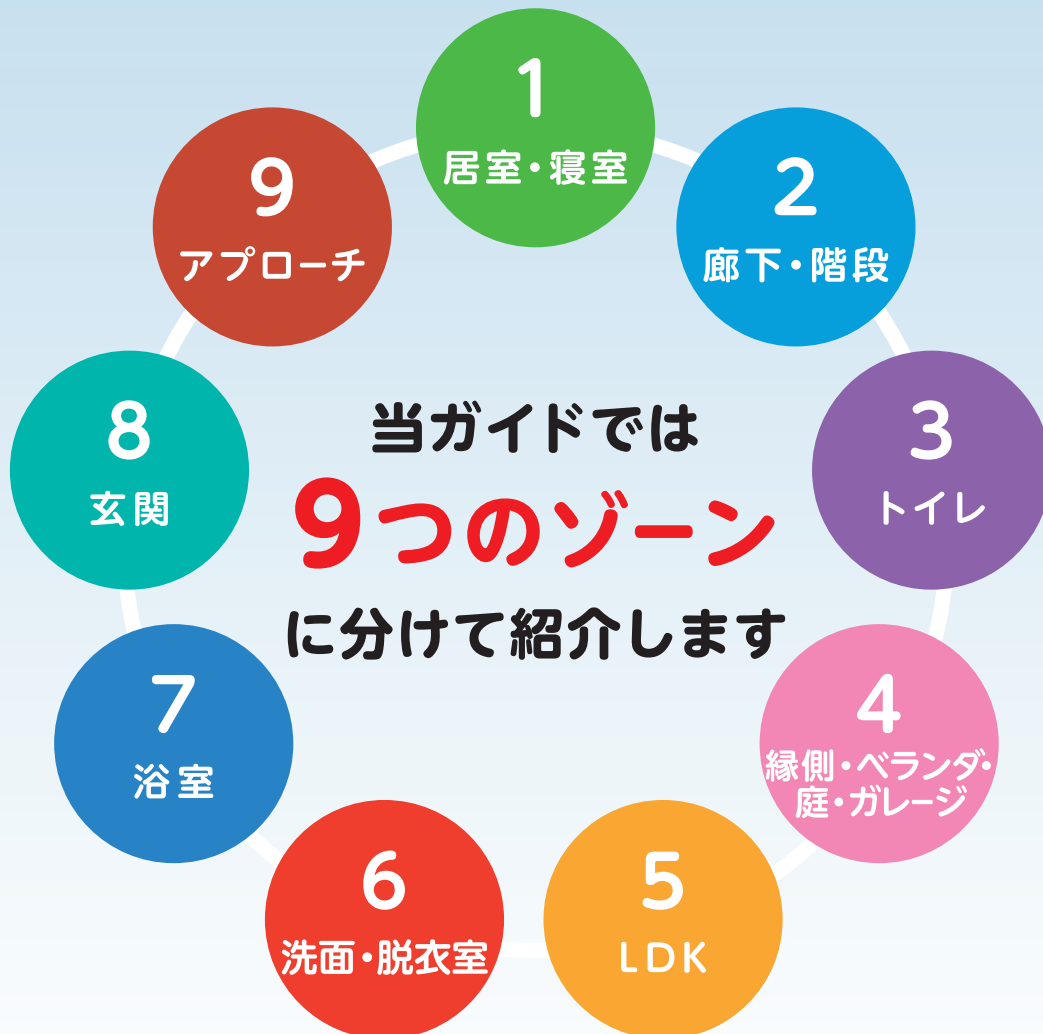 1
居室・寝室
2
廊下・階段
3
トイレ
4
縁側・ベランダ・
庭・ガレージ
5
LDK
6
洗面・脱衣室
7
浴室
8
玄関
9
アプローチ
当ガイドでは
9つのゾーン
に分けて紹介します